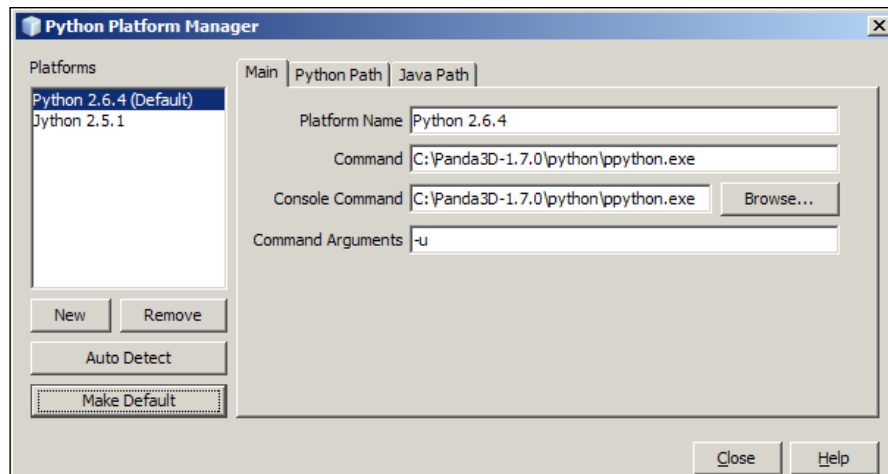 Python Platform Manager
Platforms
Python 2.6.4 (Default)
Jython 2.5.1
New
Remove
Auto Detect
Make Default
Main
Python Path
Java Path
Platform Name Python 2.6.4
Command C:\Panda3D-1.7.0\python\ppython.exe
Console Command C:\Panda3D-1.7.0\python\ppython.exe Browse...
Command Arguments -u
Close
Help